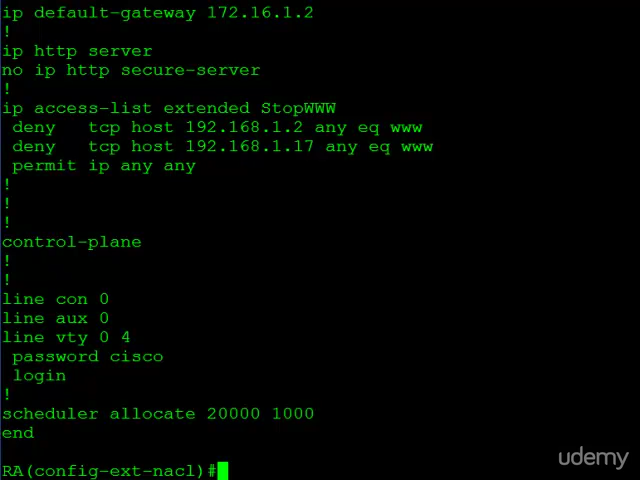 ip default-gateway 172.16.1.2
!
ip http server
no ip http secure-server
!
ip access-list extended StopWWW
 deny   tcp host 192.168.1.2 any eq www
 deny   tcp host 192.168.1.17 any eq www
 permit ip any any
!
!
!
control-plane
!
!
line con 0
line aux 0
line vty 0 4
 password cisco
 login
!
scheduler allocate 20000 1000
end
RA(config-ext-nacl)#
udemy